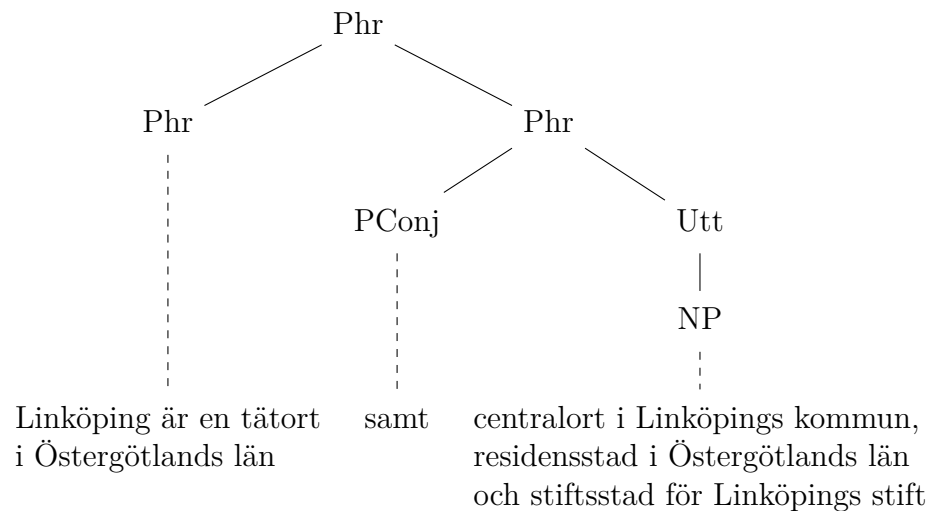 Phr
Phr Phr
PConj Utt
NP
Linköping är en tätort samt centralort i Linköpings kommun,
i Östergötlands län residensstad i Östergötlands län
och stiftsstad för Linköpings stift